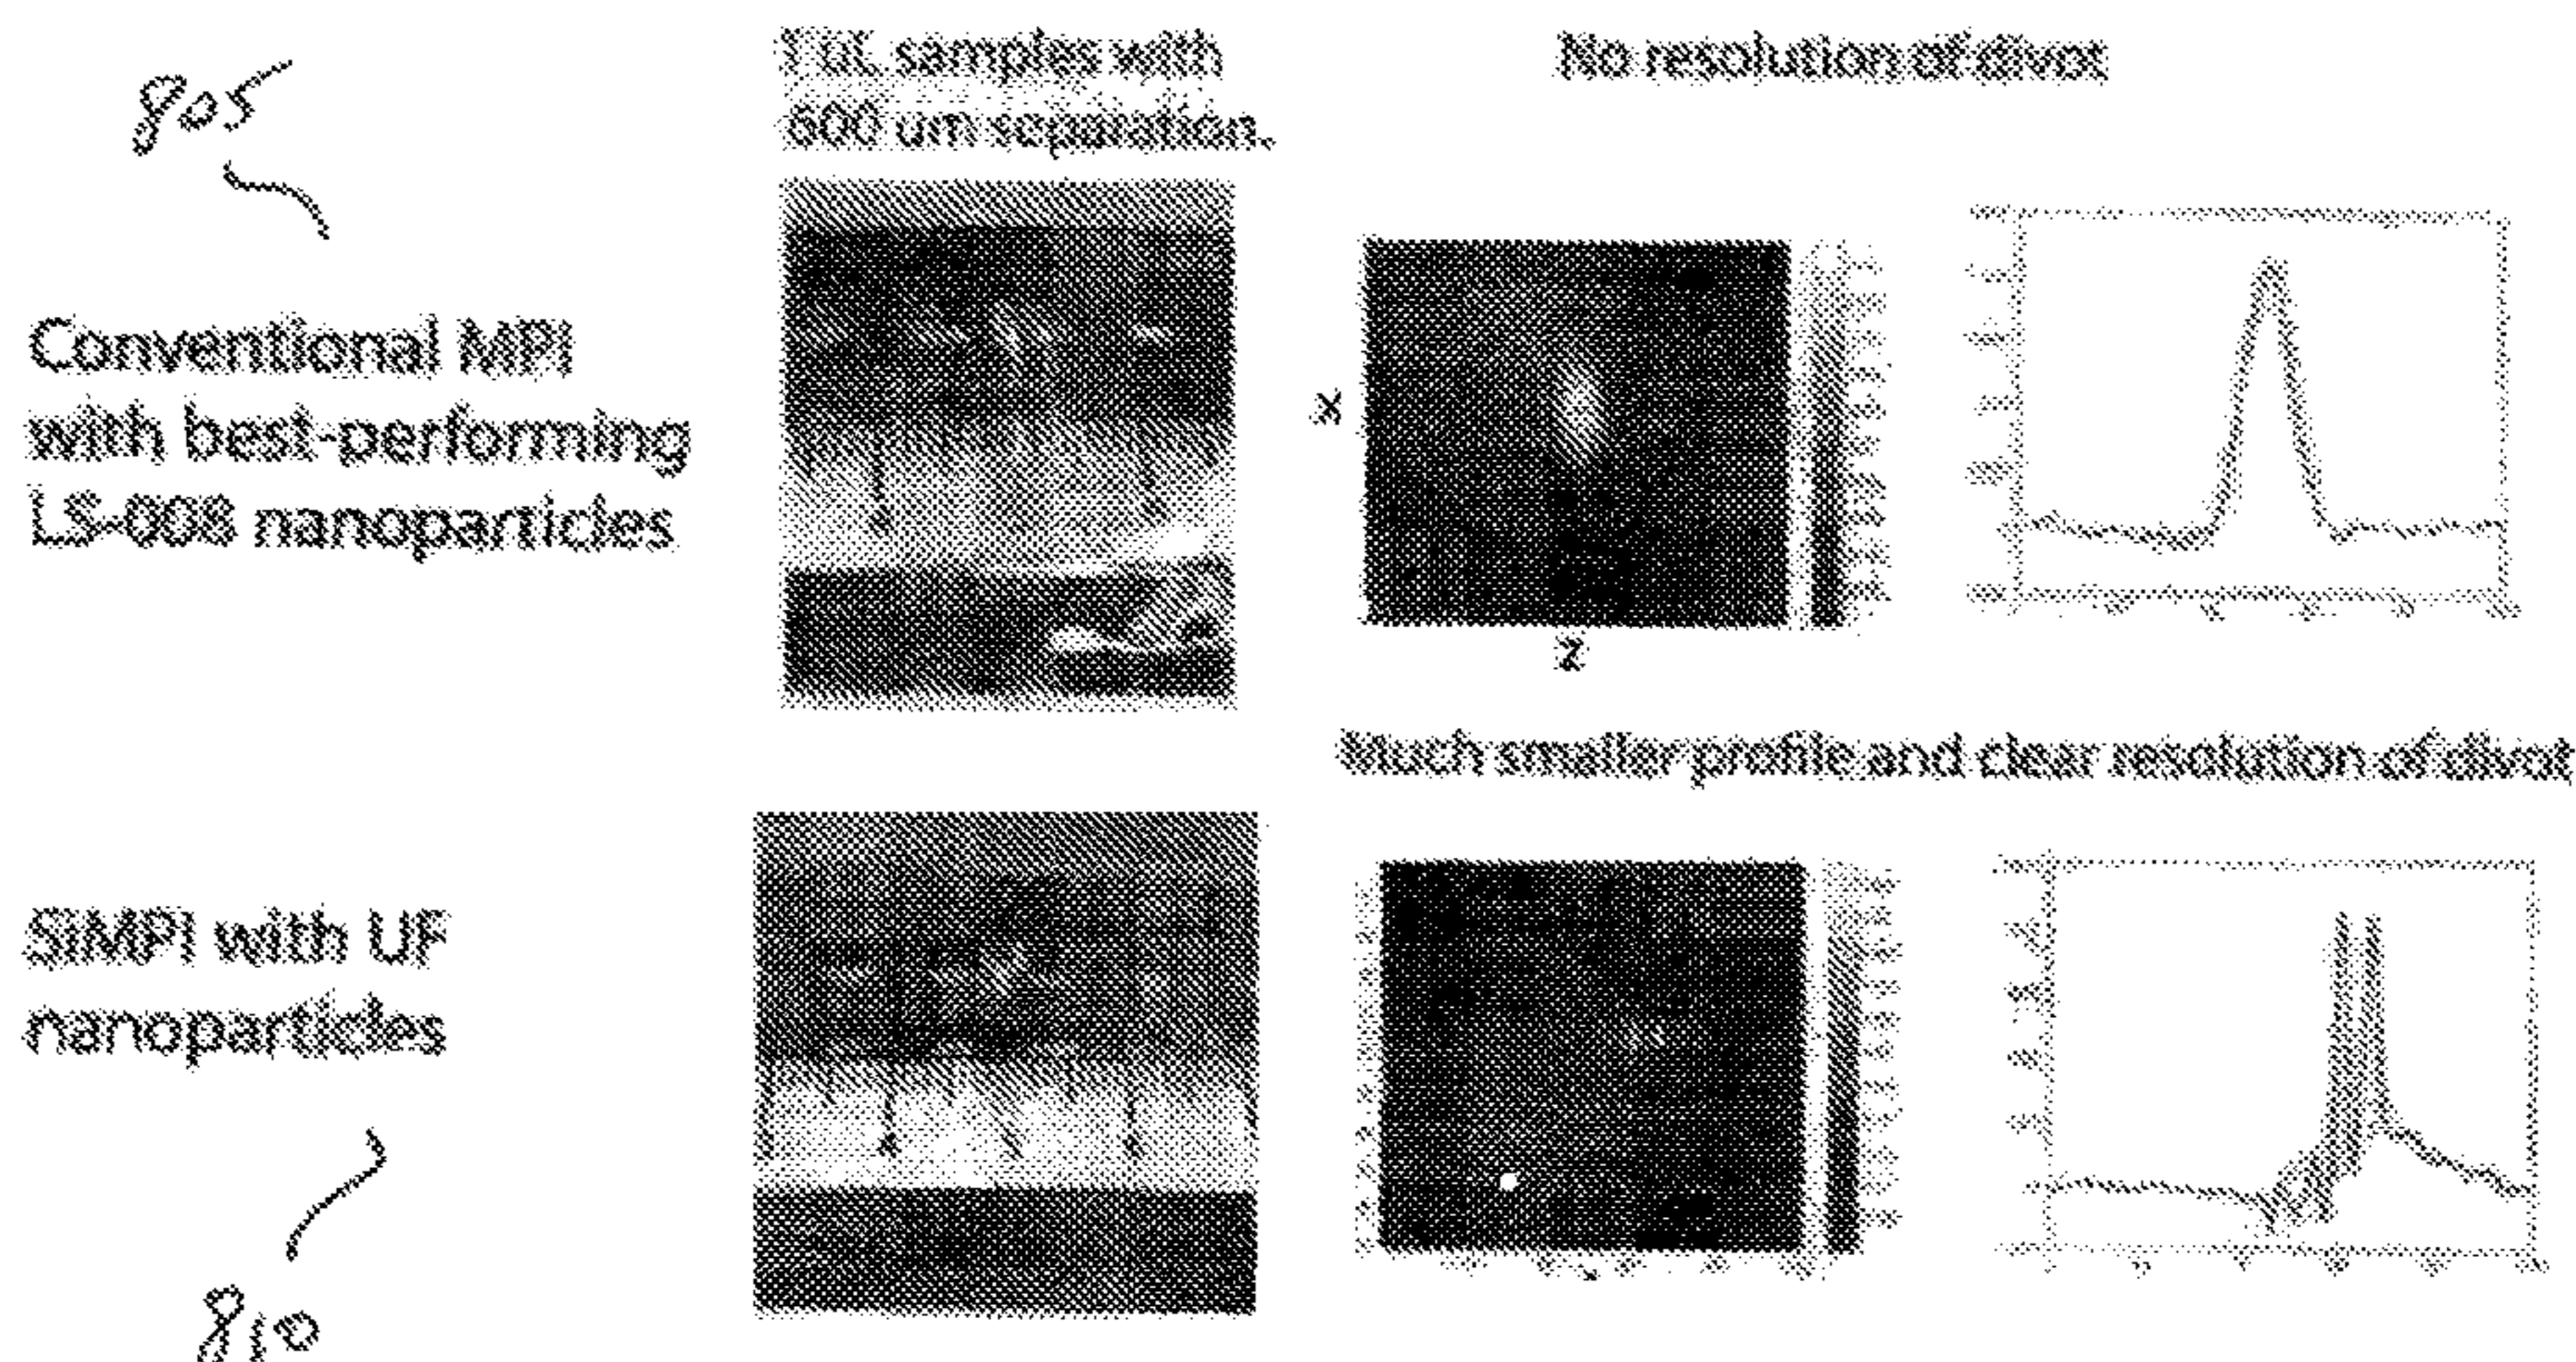 805
1 uL samples with
600 um separation.
No resolution of divot
Conventional MPI
with best-performing
LS-008 nanoparticles
x
z
Much smaller profile and clear resolution of divot
SiMPI with UF
nanoparticles
810